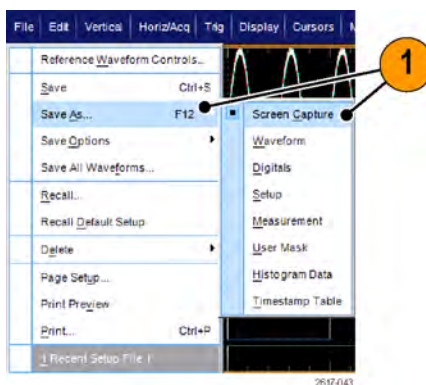 File Edit Vertical Horiz/Acq Trig Display Cursors
Reference Waveform Controls...
Save Ctrl+S
Save As... F12
Save Options
Save All Waveforms...
Recall...
Recall Default Setup
Delete
Page Setup...
Print Preview
Print... Ctrl+P
1 Recent Setup File 1
1
Screen Capture
Waveform
Digitals
Setup
Measurement
User Mask
Histogram Data
Timestamp Table
2617-043